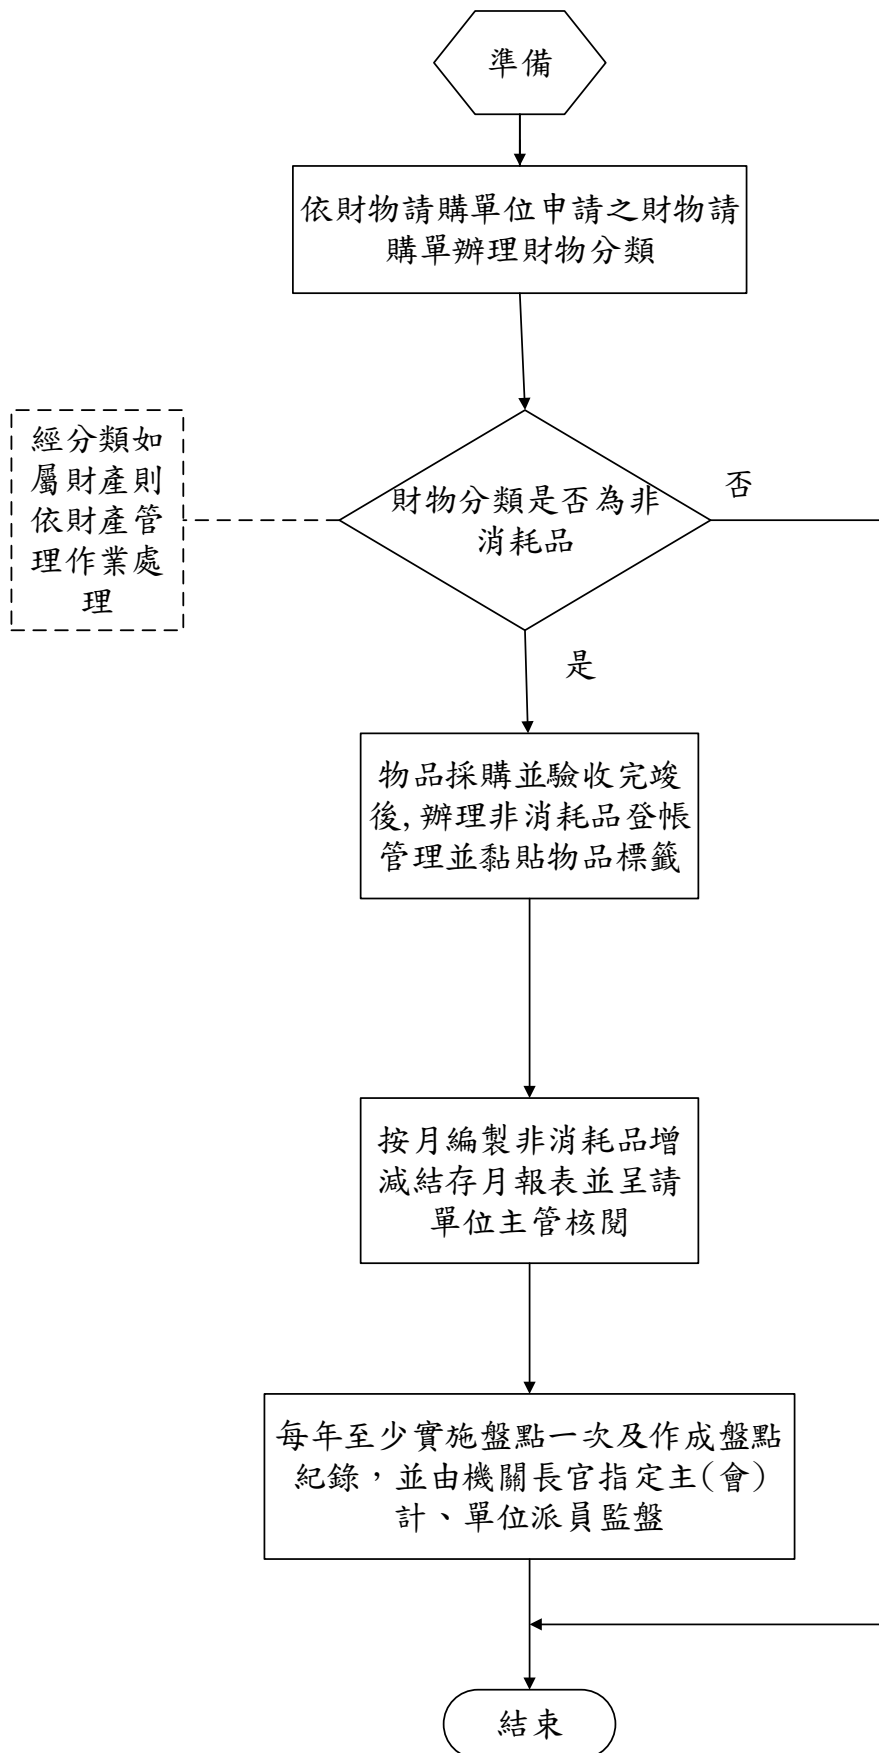 準備
依財物請購單位申請之財物請
購單辦理財物分類
經分類如
屬財產則
依財產管
理作業處
理
財物分類是否為非
消耗品
否
是
物品採購並驗收完竣
後,辦理非消耗品登帳
管理並黏貼物品標籤
按月編製非消耗品增
減結存月報表並呈請
單位主管核閱
每年至少實施盤點一次及作成盤點
紀錄，並由機關長官指定主(會)
計、單位派員監盤
結束